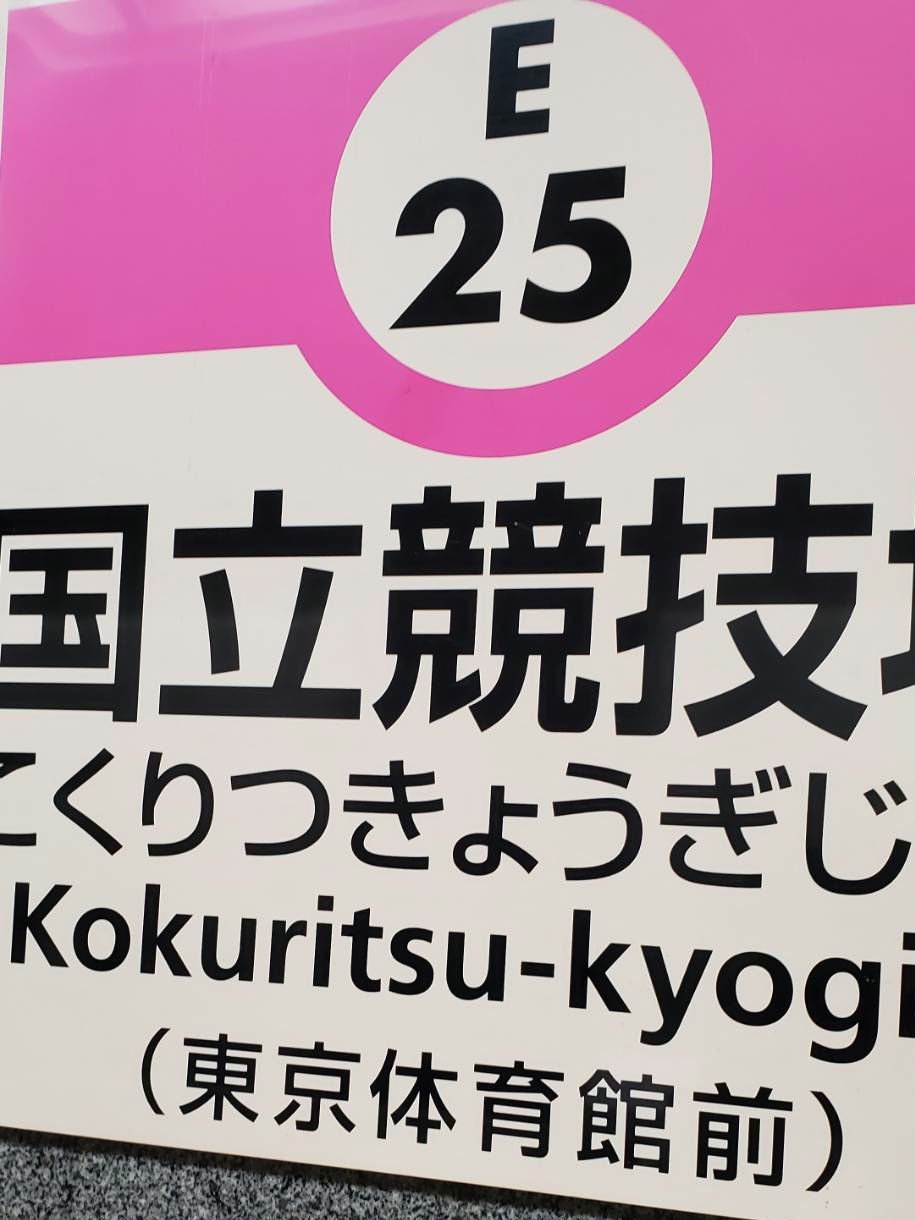 E
25
国立競技
こくりつきょうぎじ
Kokuritsu-kyogi
（東京体育館前）